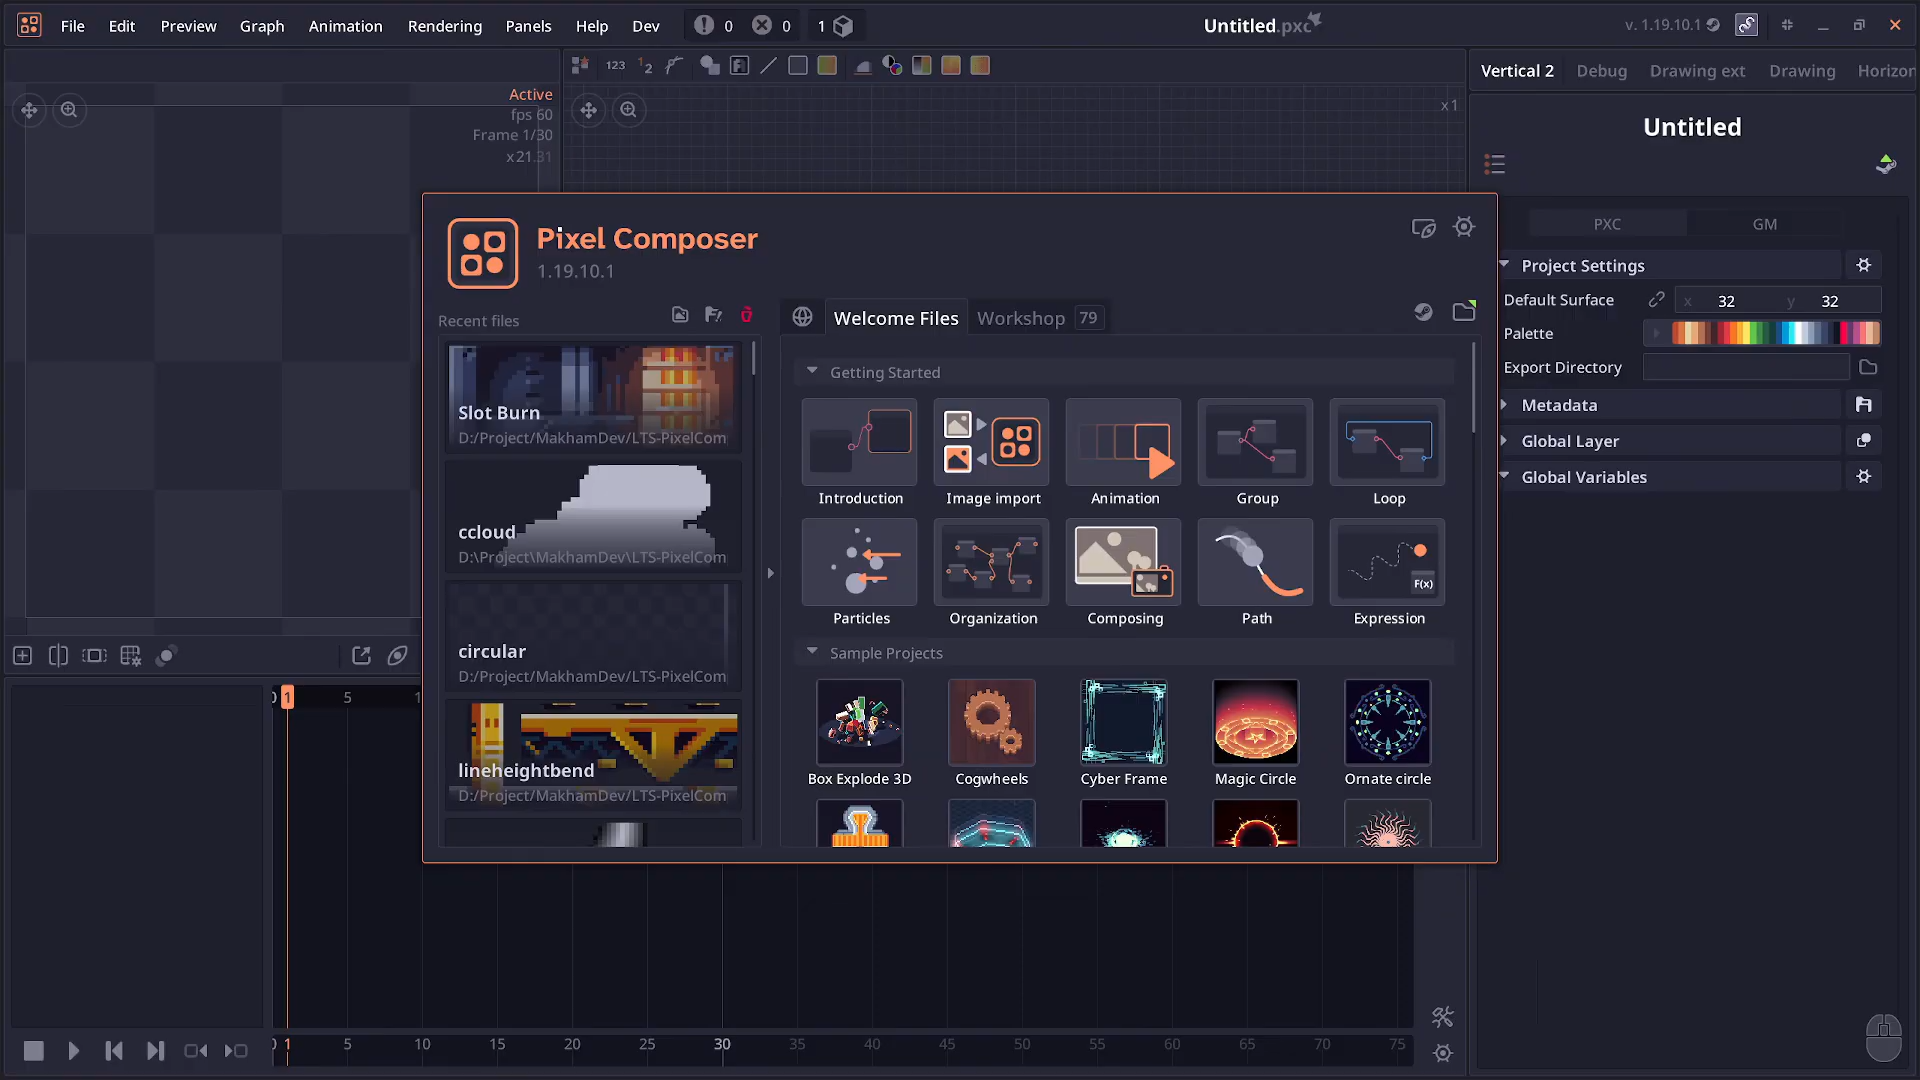 File Edit Preview Graph Animation Rendering Panels Help Dev 0 0 1 Untitled.pxc v. 1.19.10.1
123 1 2
Vertical 2 Debug Drawing ext Drawing Horizon
Active
fps 60
Frame 1/30
x21.31
x1
Untitled
PXC GM
Project Settings
Default Surface x 32 y 32
Palette
Export Directory
Metadata
Global Layer
Global Variables
Pixel Composer
1.19.10.1
Recent files
Slot Burn
D:/Project/MakhamDev/LTS-PixelCom
ccloud
D:\Project\MakhamDev\LTS-PixelCom
circular
D:/Project/MakhamDev/LTS-PixelCom
lineheightbend
D:/Project/MakhamDev/LTS-PixelCom
Welcome Files Workshop 79
Getting Started
Introduction Image import Animation Group Loop
F(x)
Particles Organization Composing Path Expression
Sample Projects
Box Explode 3D Cogwheels Cyber Frame Magic Circle Ornate circle
1 5
1 5 10 15 20 25 30 35 40 45 50 55 60 65 70 75